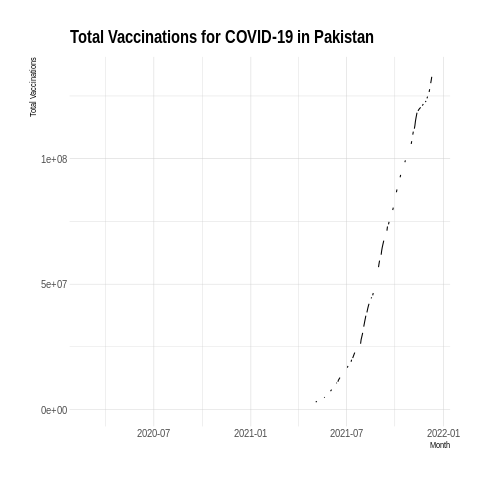 Total Vaccinations for COVID-19 in Pakistan
Total Vaccinations
1e+08
5e+07
0e+00
2020-07
2021-01
2021-07
2022-01
Month